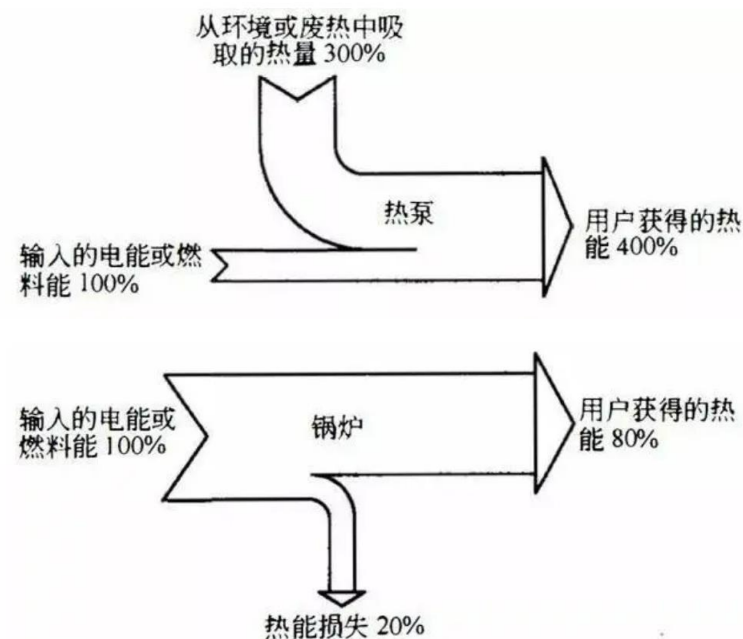 从环境或废热中吸
取的热量 300%
热泵
用户获得的热
能 400%
输入的电能或燃
料能 100%
输入的电能或
燃料能 100%
锅炉
用户获得的热
能 80%
热能损失 20%